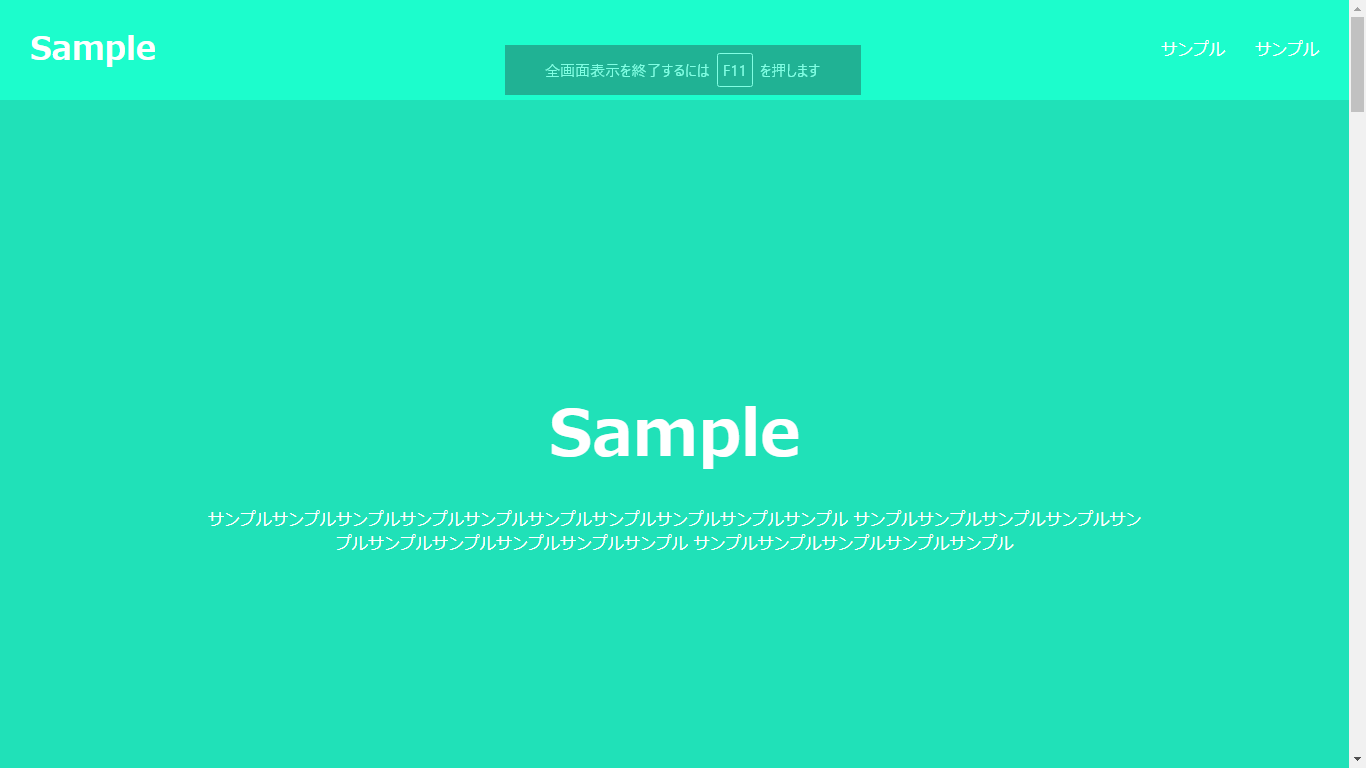 Sample
サンプル サンプル
全画面表示を終了するには F11 を押します
Sample
サンプルサンプルサンプルサンプルサンプルサンプルサンプルサンプルサンプルサンプル サンプルサンプルサンプルサンプルサン
プルサンプルサンプルサンプルサンプルサンプル サンプルサンプルサンプルサンプルサンプル